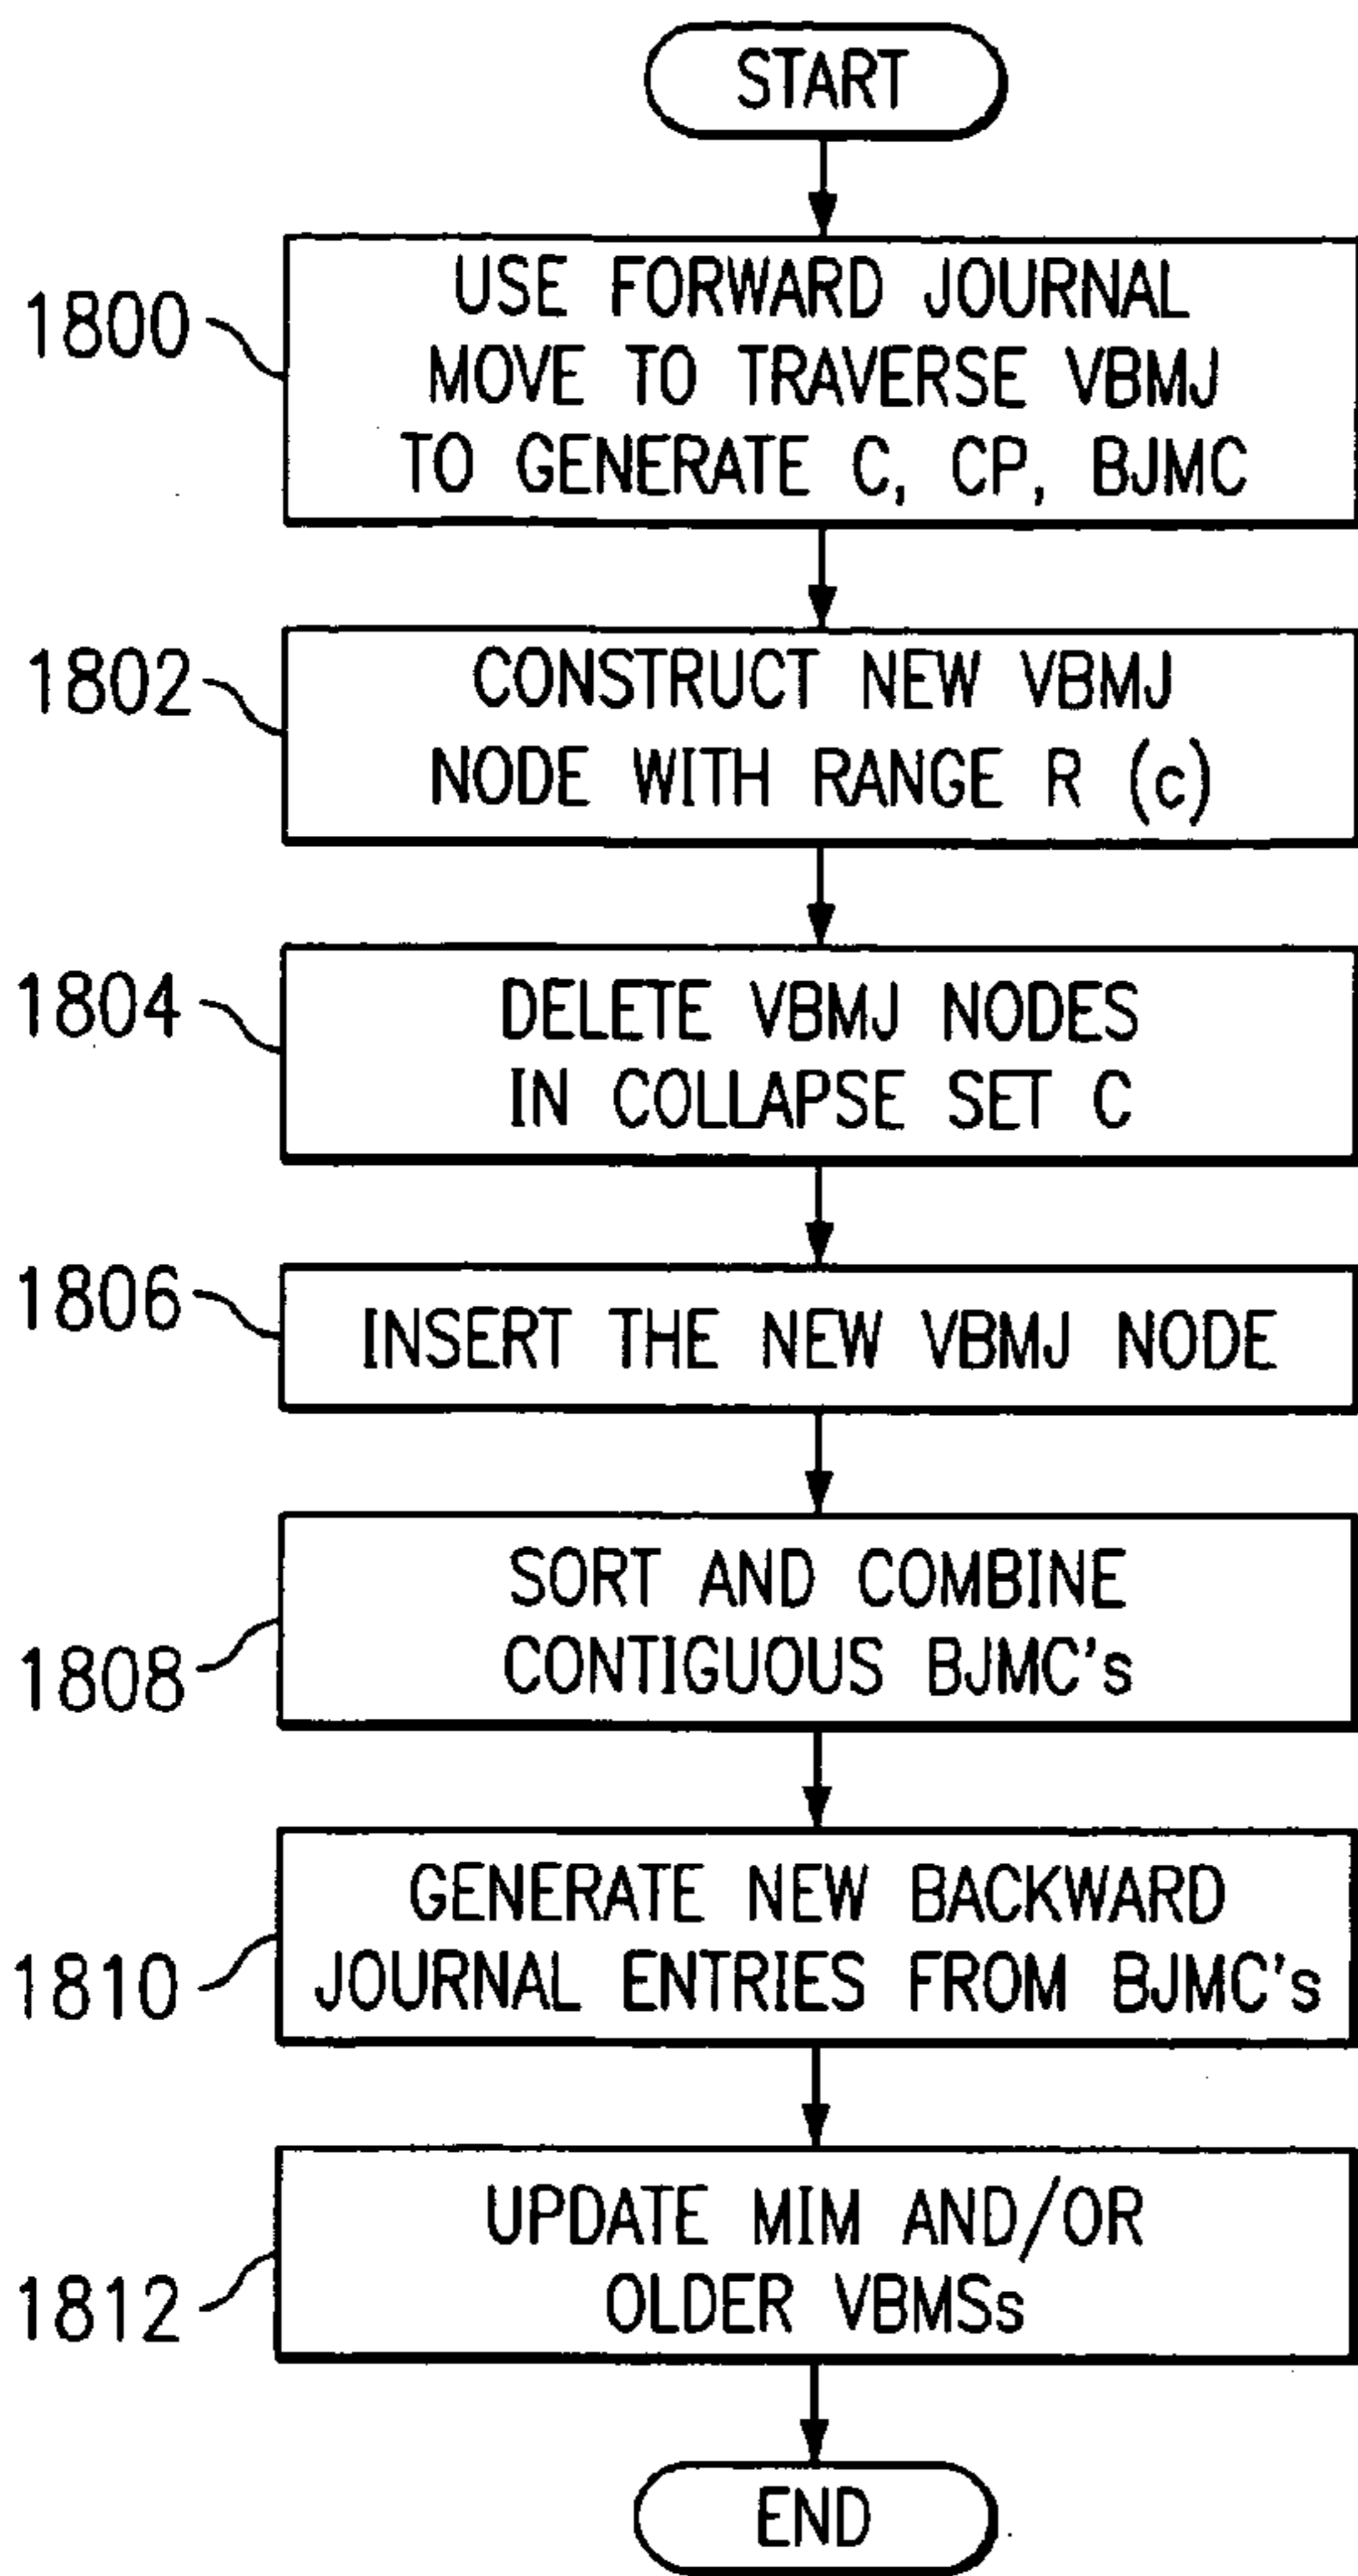 START
1800
USE FORWARD JOURNAL
MOVE TO TRAVERSE VBMJ
TO GENERATE C, CP, BJMC
1802
CONSTRUCT NEW VBMJ
NODE WITH RANGE R (c)
1804
DELETE VBMJ NODES
IN COLLAPSE SET C
1806
INSERT THE NEW VBMJ NODE
1808
SORT AND COMBINE
CONTIGUOUS BJMC's
1810
GENERATE NEW BACKWARD
JOURNAL ENTRIES FROM BJMC's
1812
UPDATE MIM AND/OR
OLDER VBMSs
END